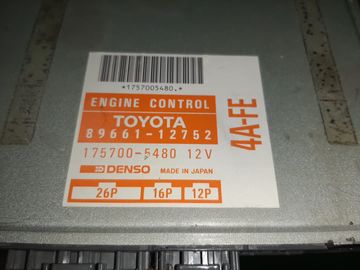 *1757005480.*
ENGINE CONTROL
TOYOTA
89661-12752
4A-FE
175700-5480 12V
DENSO MADE IN JAPAN
26P 16P 12P